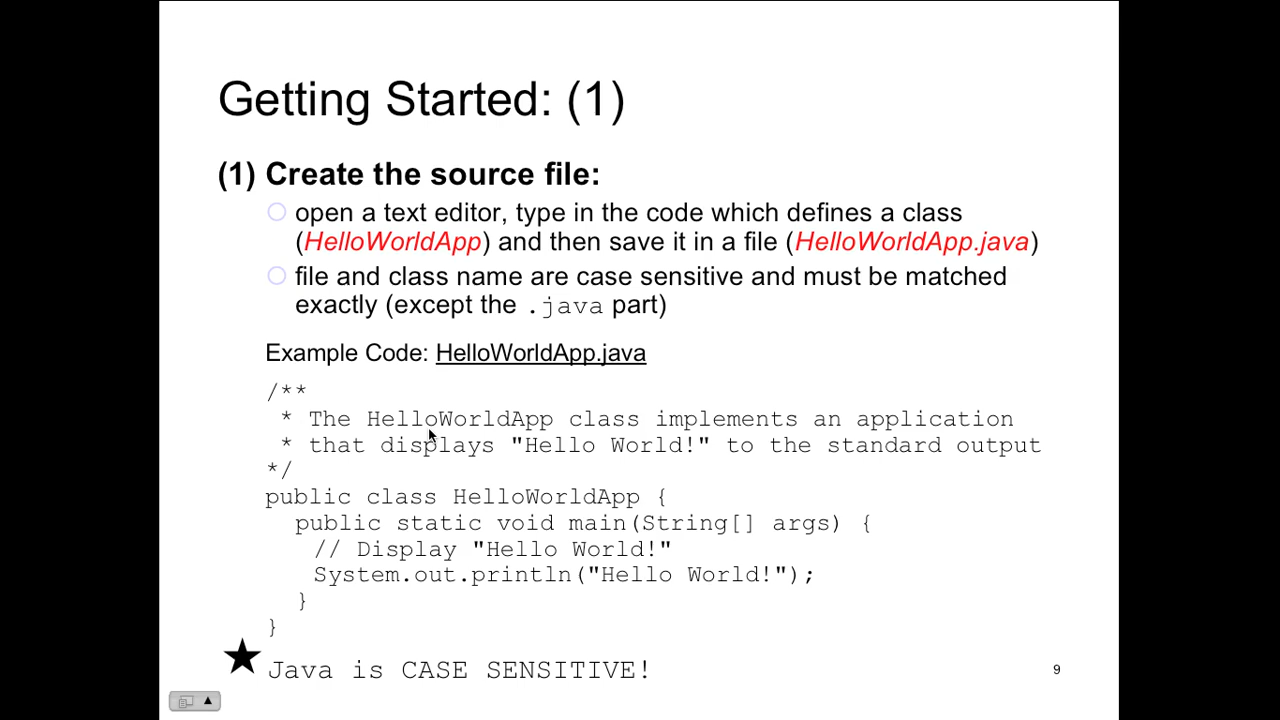 Getting Started: (1)
(1) Create the source file:
open a text editor, type in the code which defines a class
(HelloWorldApp) and then save it in a file (HelloWorldApp.java)
file and class name are case sensitive and must be matched
exactly (except the .java part)
Example Code: HelloWorldApp.java
/**
* The HelloWorldApp class implements an application
* that displays "Hello World!" to the standard output
*/
public class HelloWorldApp {
public static void main(String[] args) {
// Display "Hello World!"
System.out.println("Hello World!");
}
}
Java is CASE SENSITIVE!
9